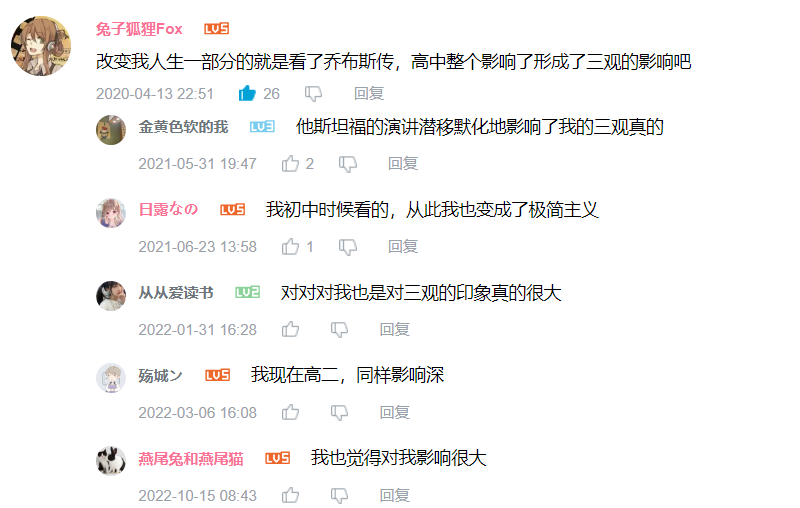 兔子狐狸Fox LV5
改变我人生一部分的就是看了乔布斯传，高中整个影响了形成了三观的影响吧
2020-04-13 22:51 26 回复
金黄色软的我 LV3 他斯坦福的演讲潜移默化地影响了我的三观真的
2021-05-31 19:47 2 回复
日露なの LV5 我初中时候看的，从此我也变成了极简主义
2021-06-23 13:58 1 回复
从从爱读书 LV2 对对对我也是对三观的印象真的很大
2022-01-31 16:28 回复
殇城ン LV5 我现在高二，同样影响深
2022-03-06 16:08 回复
燕尾兔和燕尾猫 LV5 我也觉得对我影响很大
2022-10-15 08:43 回复